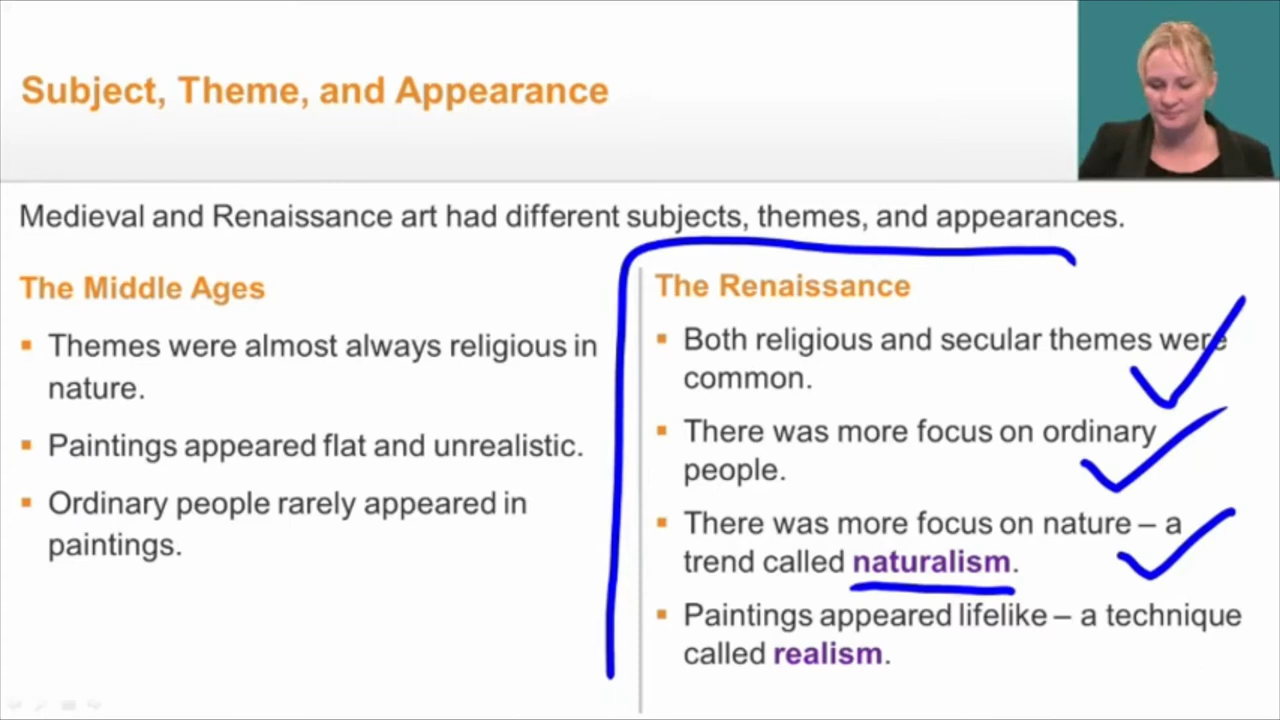 Subject, Theme, and Appearance
Medieval and Renaissance art had different subjects, themes, and appearances.
The Middle Ages
▪ Themes were almost always religious in
nature.
▪ Paintings appeared flat and unrealistic.
▪ Ordinary people rarely appeared in
paintings.
The Renaissance
▪ Both religious and secular themes were
common.
▪ There was more focus on ordinary
people.
▪ There was more focus on nature – a
trend called naturalism.
▪ Paintings appeared lifelike – a technique
called realism.